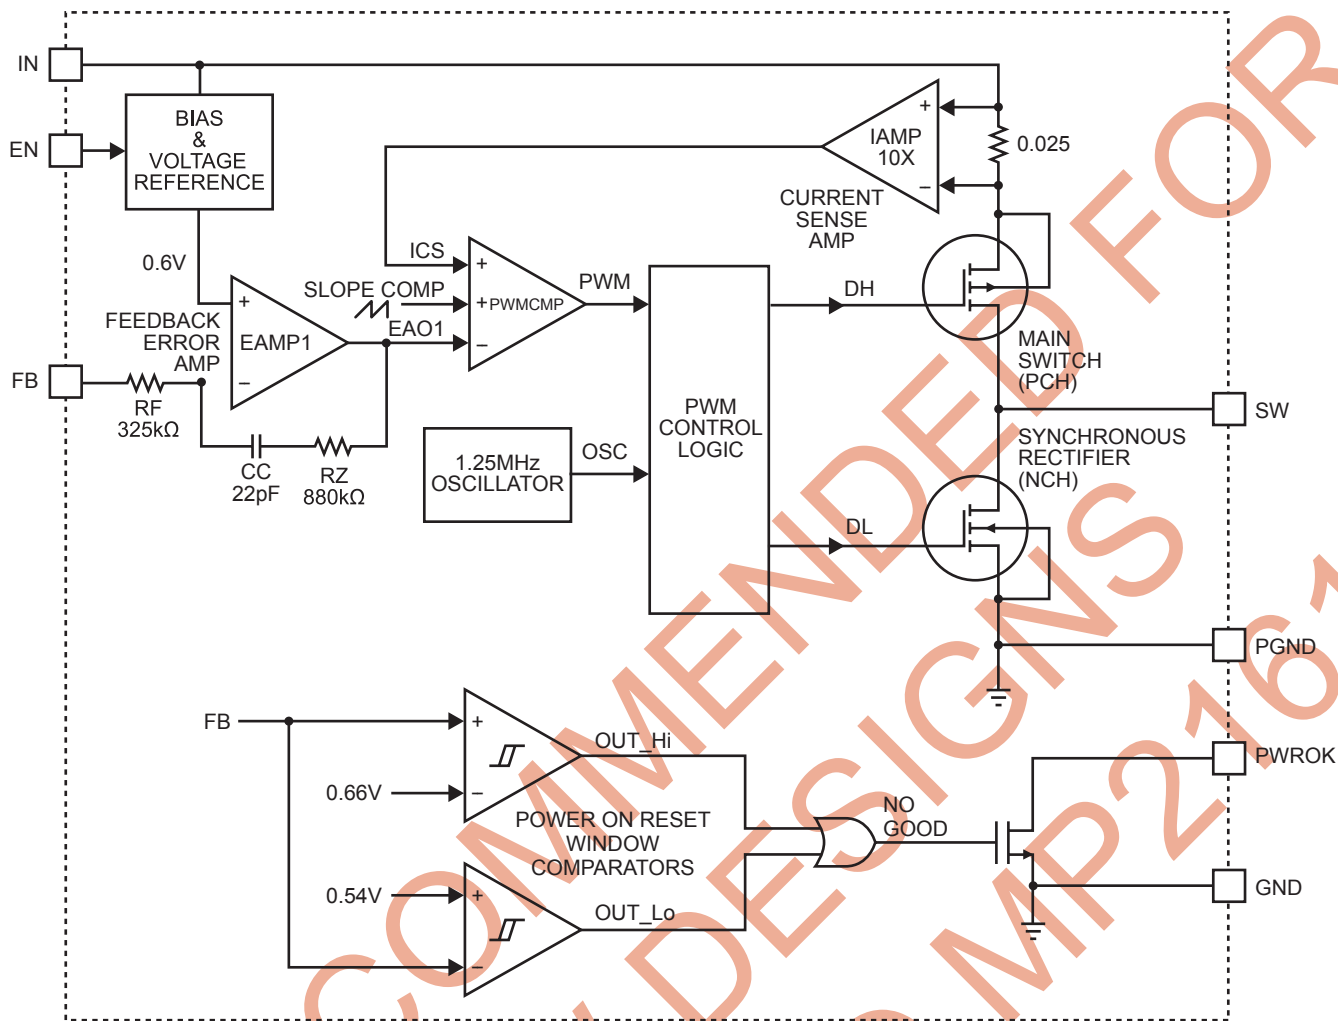 IN
EN
BIAS
&
VOLTAGE
REFERENCE
0.6V
+
IAMP
10X
−
0.025
CURRENT
SENSE
AMP
ICS
SLOPE COMP
EAO1
+
+
PWMCMP
−
PWM
FEEDBACK
ERROR
AMP
+
EAMP1
−
FB
RF
325kΩ
CC
22pF
RZ
880kΩ
1.25MHz
OSCILLATOR
OSC
PWM
CONTROL
LOGIC
DH
DL
MAIN
SWITCH
(PCH)
SW
SYNCHRONOUS
RECTIFIER
(NCH)
PGND
FB
+
0.66V
−
OUT_Hi
POWER ON RESET
WINDOW
COMPARATORS
0.54V
+
−
OUT_Lo
NO
GOOD
PWROK
GND
COMMENDED FOR
DESIGNS
MP2161